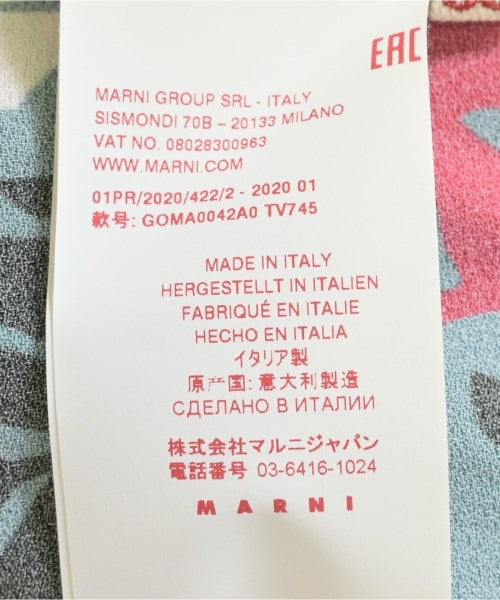 EAC
MARNI GROUP SRL - ITALY
SISMONDI 70B – 20133 MILANO
VAT NO. 08028300963
WWW.MARNI.COM
01PR/2020/422/2 - 2020 01
款号: GOMA0042A0 TV745
MADE IN ITALY
HERGESTELLT IN ITALIEN
FABRIQUÉ EN ITALIE
HECHO EN ITALIA
イタリア製
原产国: 意大利製造
СДЕЛАНО В ИТАЛИИ
株式会社マルニジャパン
電話番号 03-6416-1024
MARNI